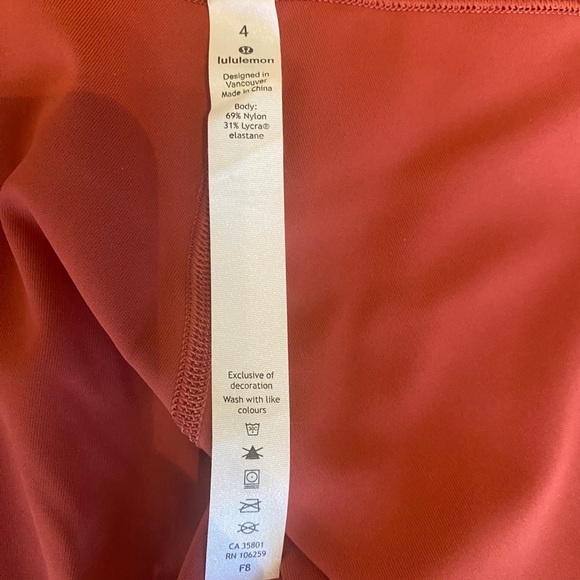 4
lululemon
Designed in
Vancouver
Made in China
Body:
69% Nylon
31% Lycra®
elastane
Exclusive of
decoration
Wash with like
colours
CA 35801
RN 106259
F8